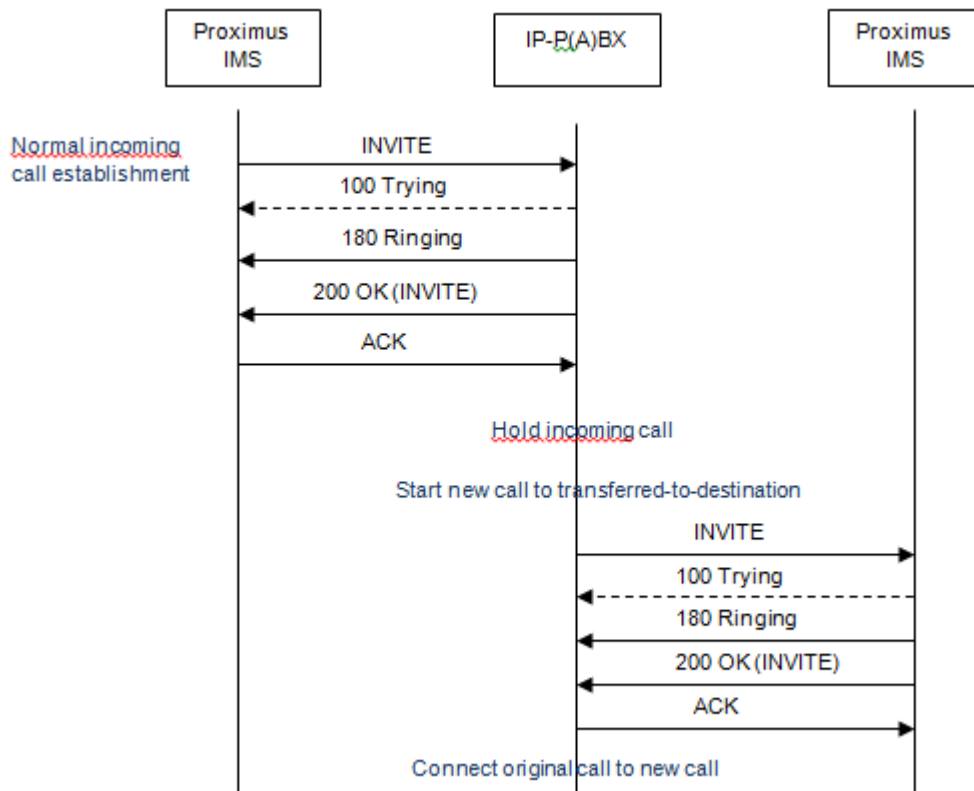 Proximus
IMS
IP-P(A)BX
Proximus
IMS
Normal incoming
call establishment
INVITE
100 Trying
180 Ringing
200 OK (INVITE)
ACK
Hold incoming call
Start new call to transferred-to-destination
INVITE
100 Trying
180 Ringing
200 OK (INVITE)
ACK
Connect original call to new call